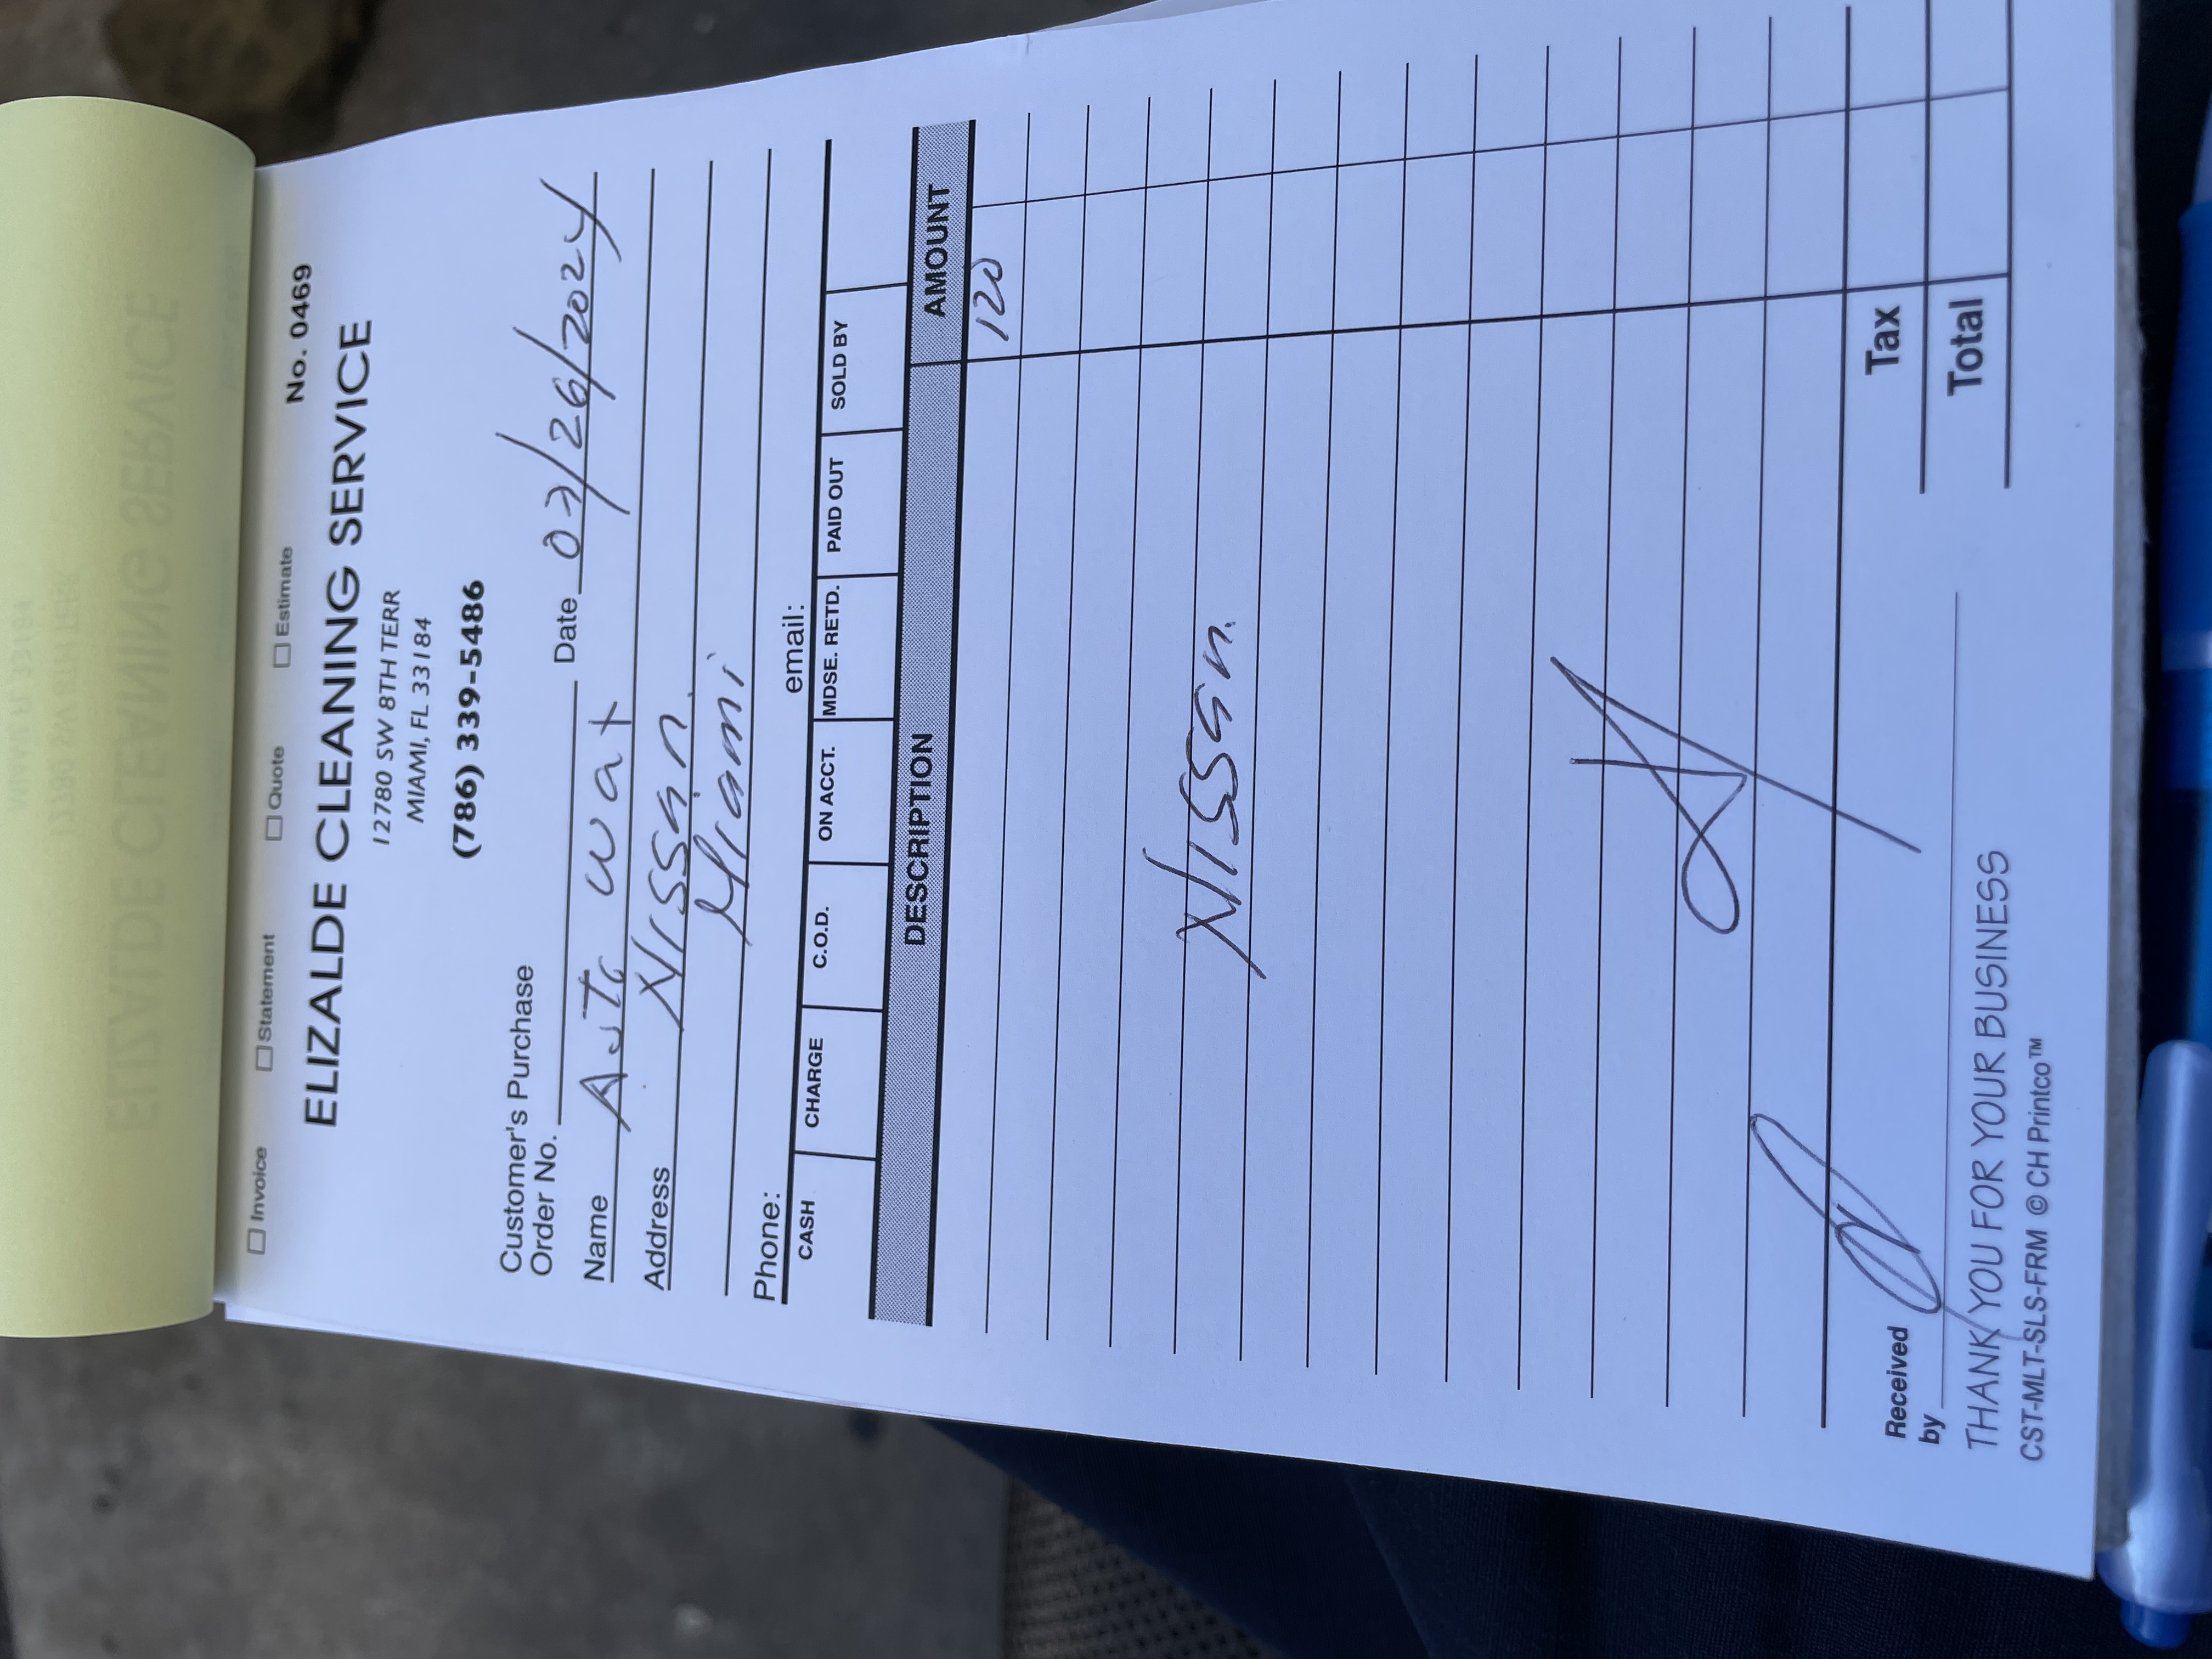 ☐ Invoice ☐ Statement ☐ Quote ☐ Estimate
No. 0469
ELIZALDE CLEANING SERVICE
12780 SW 8TH TERR
MIAMI, FL 33184
(786) 339-5486
Customer's Purchase
Order No. Date 07/26/2024
Name Auto wax
Address Nissan
Miami
Phone: email:
CASH CHARGE C.O.D. ON ACCT. MDSE. RETD. PAID OUT SOLD BY
DESCRIPTION AMOUNT
120
Nissan.
Tax
Received
by Total
THANK YOU FOR YOUR BUSINESS
CST-MLT-SLS-FRM © CH Printco™